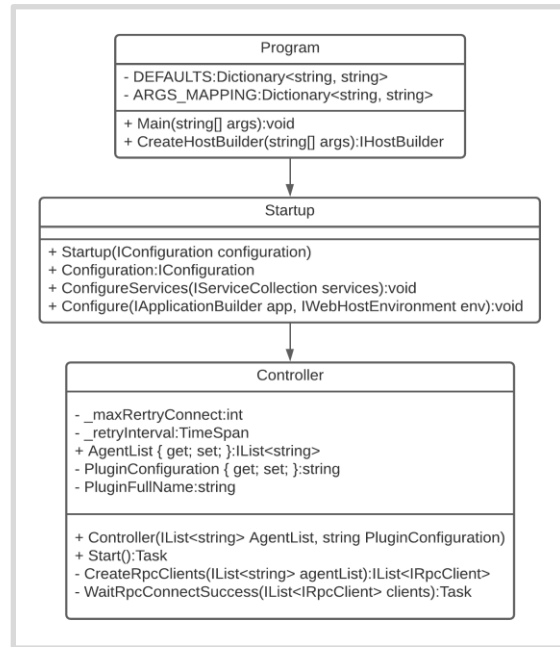 Program
- DEFAULTS:Dictionary<string, string>
- ARGS_MAPPING:Dictionary<string, string>
+ Main(string[] args):void
+ CreateHostBuilder(string[] args):IHostBuilder
Startup
+ Startup(IConfiguration configuration)
+ Configuration:IConfiguration
+ ConfigureServices(IServiceCollection services):void
+ Configure(IApplicationBuilder app, IWebHostEnvironment env):void
Controller
- _maxRertryConnect:int
- _retryInterval:TimeSpan
+ AgentList { get; set; }:IList<string>
- PluginConfiguration { get; set; }:string
- PluginFullName:string
+ Controller(IList<string> AgentList, string PluginConfiguration)
+ Start():Task
- CreateRpcClients(IList<string> agentList):IList<IRpcClient>
- WaitRpcConnectSuccess(IList<IRpcClient> clients):Task